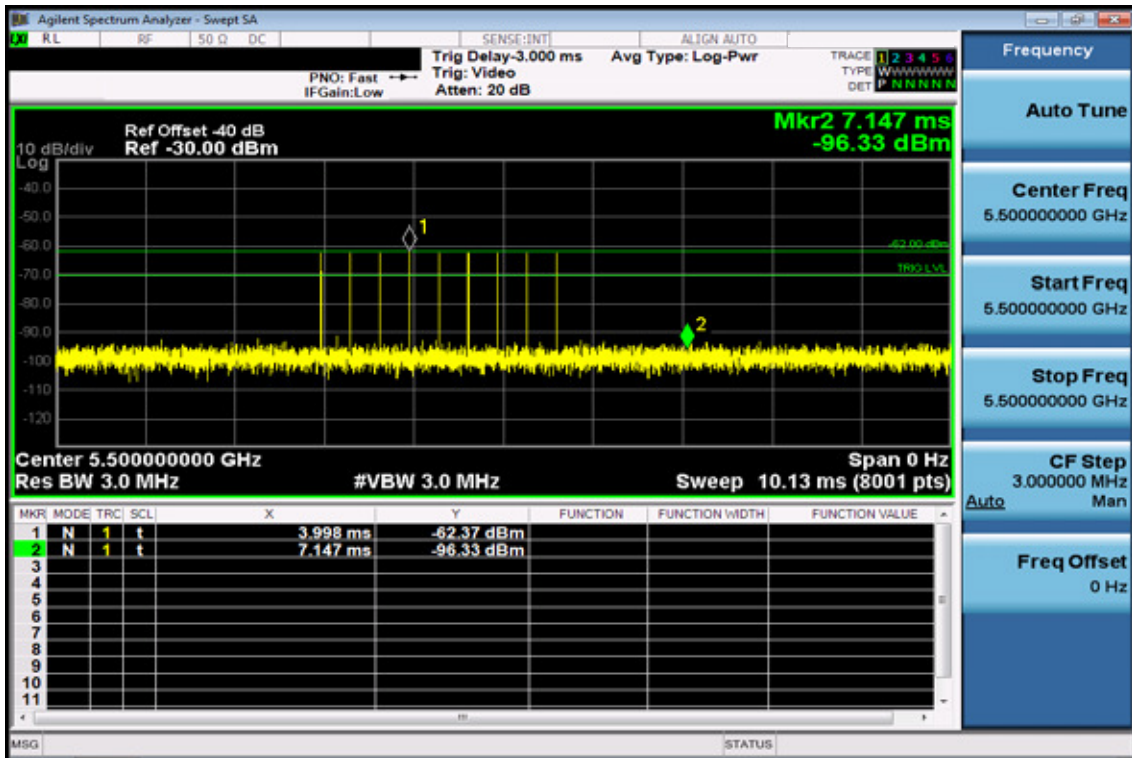 Agilent Spectrum Analyzer - Swept SA
LXI RL RF 50 Ω DC SENSE:INT ALIGN AUTO
Trig Delay-3.000 ms Avg Type: Log-Pwr TRACE 1 2 3 4 5 6
PNO: Fast Trig: Video TYPE WWWWWW
IFGain:Low Atten: 20 dB DET P N N N N N
Frequency
Auto Tune
Center Freq
5.500000000 GHz
Start Freq
5.500000000 GHz
Stop Freq
5.500000000 GHz
CF Step
3.000000 MHz
Auto Man
Freq Offset
0 Hz
Mkr2 7.147 ms
-96.33 dBm
Ref Offset -40 dB
10 dB/div Ref -30.00 dBm
Log
-40.0
-50.0
1
-60.0
-62.00 dBm
TRIG LVL
-70.0
-80.0
2
-90.0
-100
-110
-120
Center 5.500000000 GHz Span 0 Hz
Res BW 3.0 MHz #VBW 3.0 MHz Sweep 10.13 ms (8001 pts)
MKR MODE TRC SCL X Y FUNCTION FUNCTION WIDTH FUNCTION VALUE
1 N 1 t 3.998 ms -62.37 dBm
2 N 1 t 7.147 ms -96.33 dBm
3
4
5
6
7
8
9
10
11
MSG STATUS